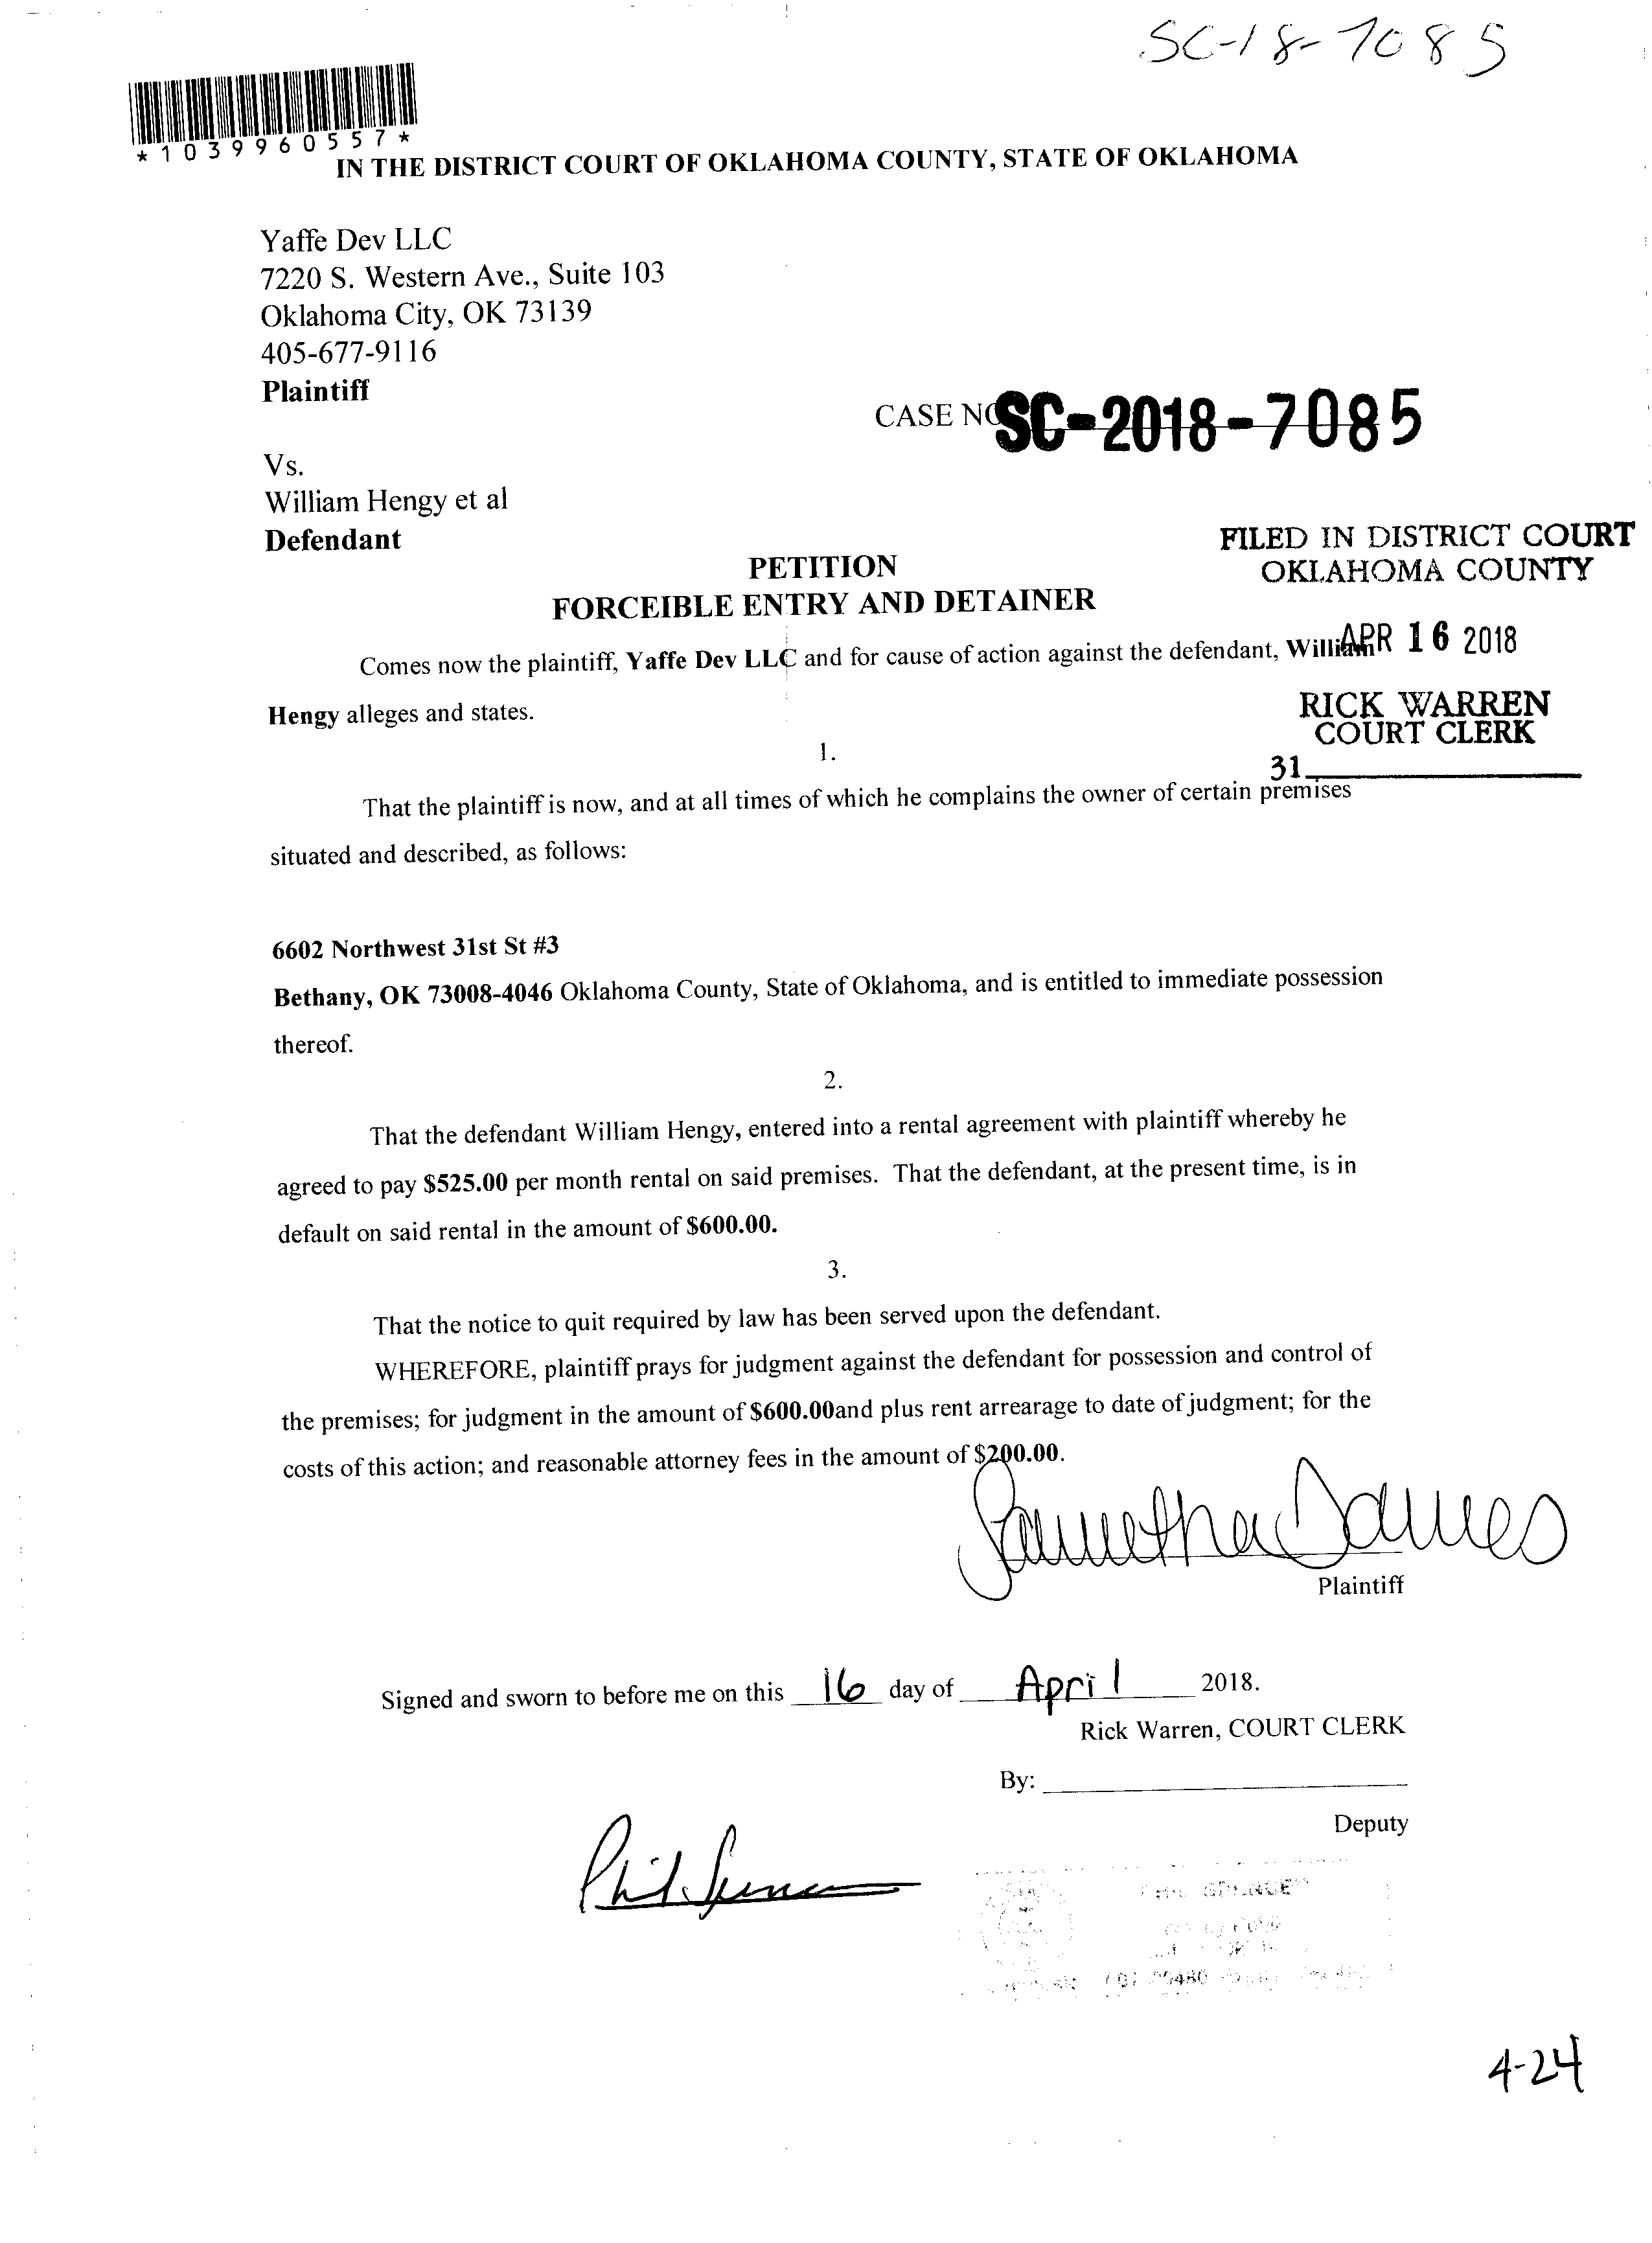 SC-18-7085
*1039960557*
IN THE DISTRICT COURT OF OKLAHOMA COUNTY, STATE OF OKLAHOMA
Yaffe Dev LLC
7220 S. Western Ave., Suite 103
Oklahoma City, OK 73139
405-677-9116
Plaintiff
CASE NO SC-2018-7085
Vs.
William Hengy et al
Defendant
FILED IN DISTRICT COURT
OKLAHOMA COUNTY
PETITION
FORCEIBLE ENTRY AND DETAINER
APR 16 2018
Comes now the plaintiff, Yaffe Dev LLC and for cause of action against the defendant, William
Hengy alleges and states.
RICK WARREN
COURT CLERK
1.
31
That the plaintiff is now, and at all times of which he complains the owner of certain premises
situated and described, as follows:
6602 Northwest 31st St #3
Bethany, OK 73008-4046 Oklahoma County, State of Oklahoma, and is entitled to immediate possession
thereof.
2.
That the defendant William Hengy, entered into a rental agreement with plaintiff whereby he
agreed to pay $525.00 per month rental on said premises. That the defendant, at the present time, is in
default on said rental in the amount of $600.00.
3.
That the notice to quit required by law has been served upon the defendant.
WHEREFORE, plaintiff prays for judgment against the defendant for possession and control of
the premises; for judgment in the amount of $600.00and plus rent arrearage to date of judgment; for the
costs of this action; and reasonable attorney fees in the amount of $200.00.
Plaintiff
Signed and sworn to before me on this 16 day of April 2018.
Rick Warren, COURT CLERK
By:
Deputy
4-24